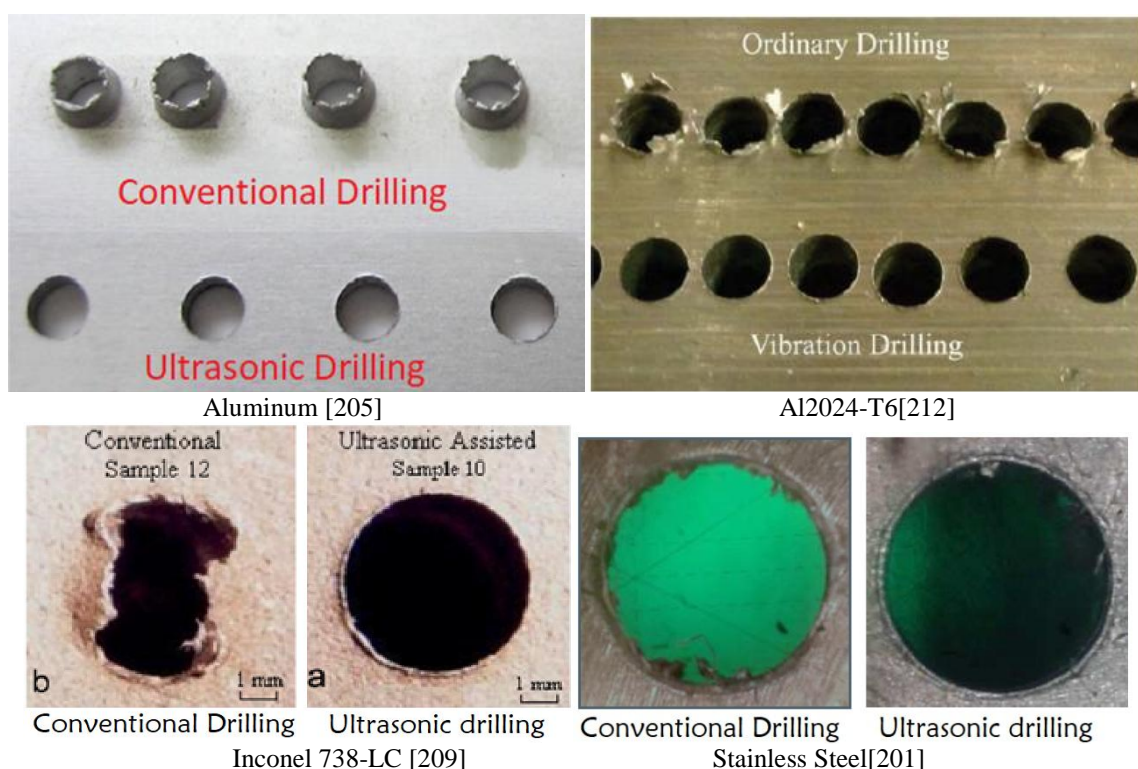 Conventional Drilling
Ultrasonic Drilling
Aluminum [205]
Ordinary Drilling
Vibration Drilling
Al2024-T6[212]
Conventional
Sample 12
b
1 mm
Conventional Drilling
Ultrasonic Assisted
Sample 10
a
1 mm
Ultrasonic drilling
Inconel 738-LC [209]
Conventional Drilling
Ultrasonic drilling
Stainless Steel[201]